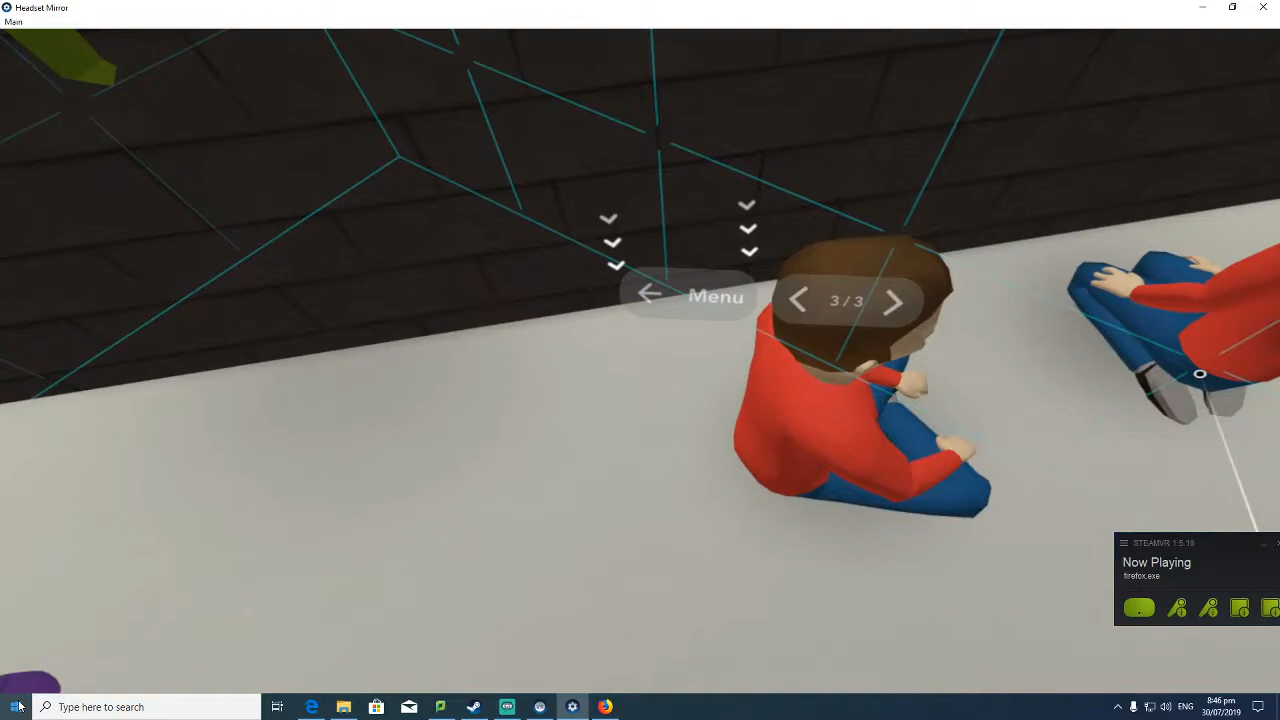 Headset Mirror
Main
Menu
3 / 3
STEAMVR 1.5.16
Now Playing
firefox.exe
Type here to search
ENG
8:46 pm
30/07/2019